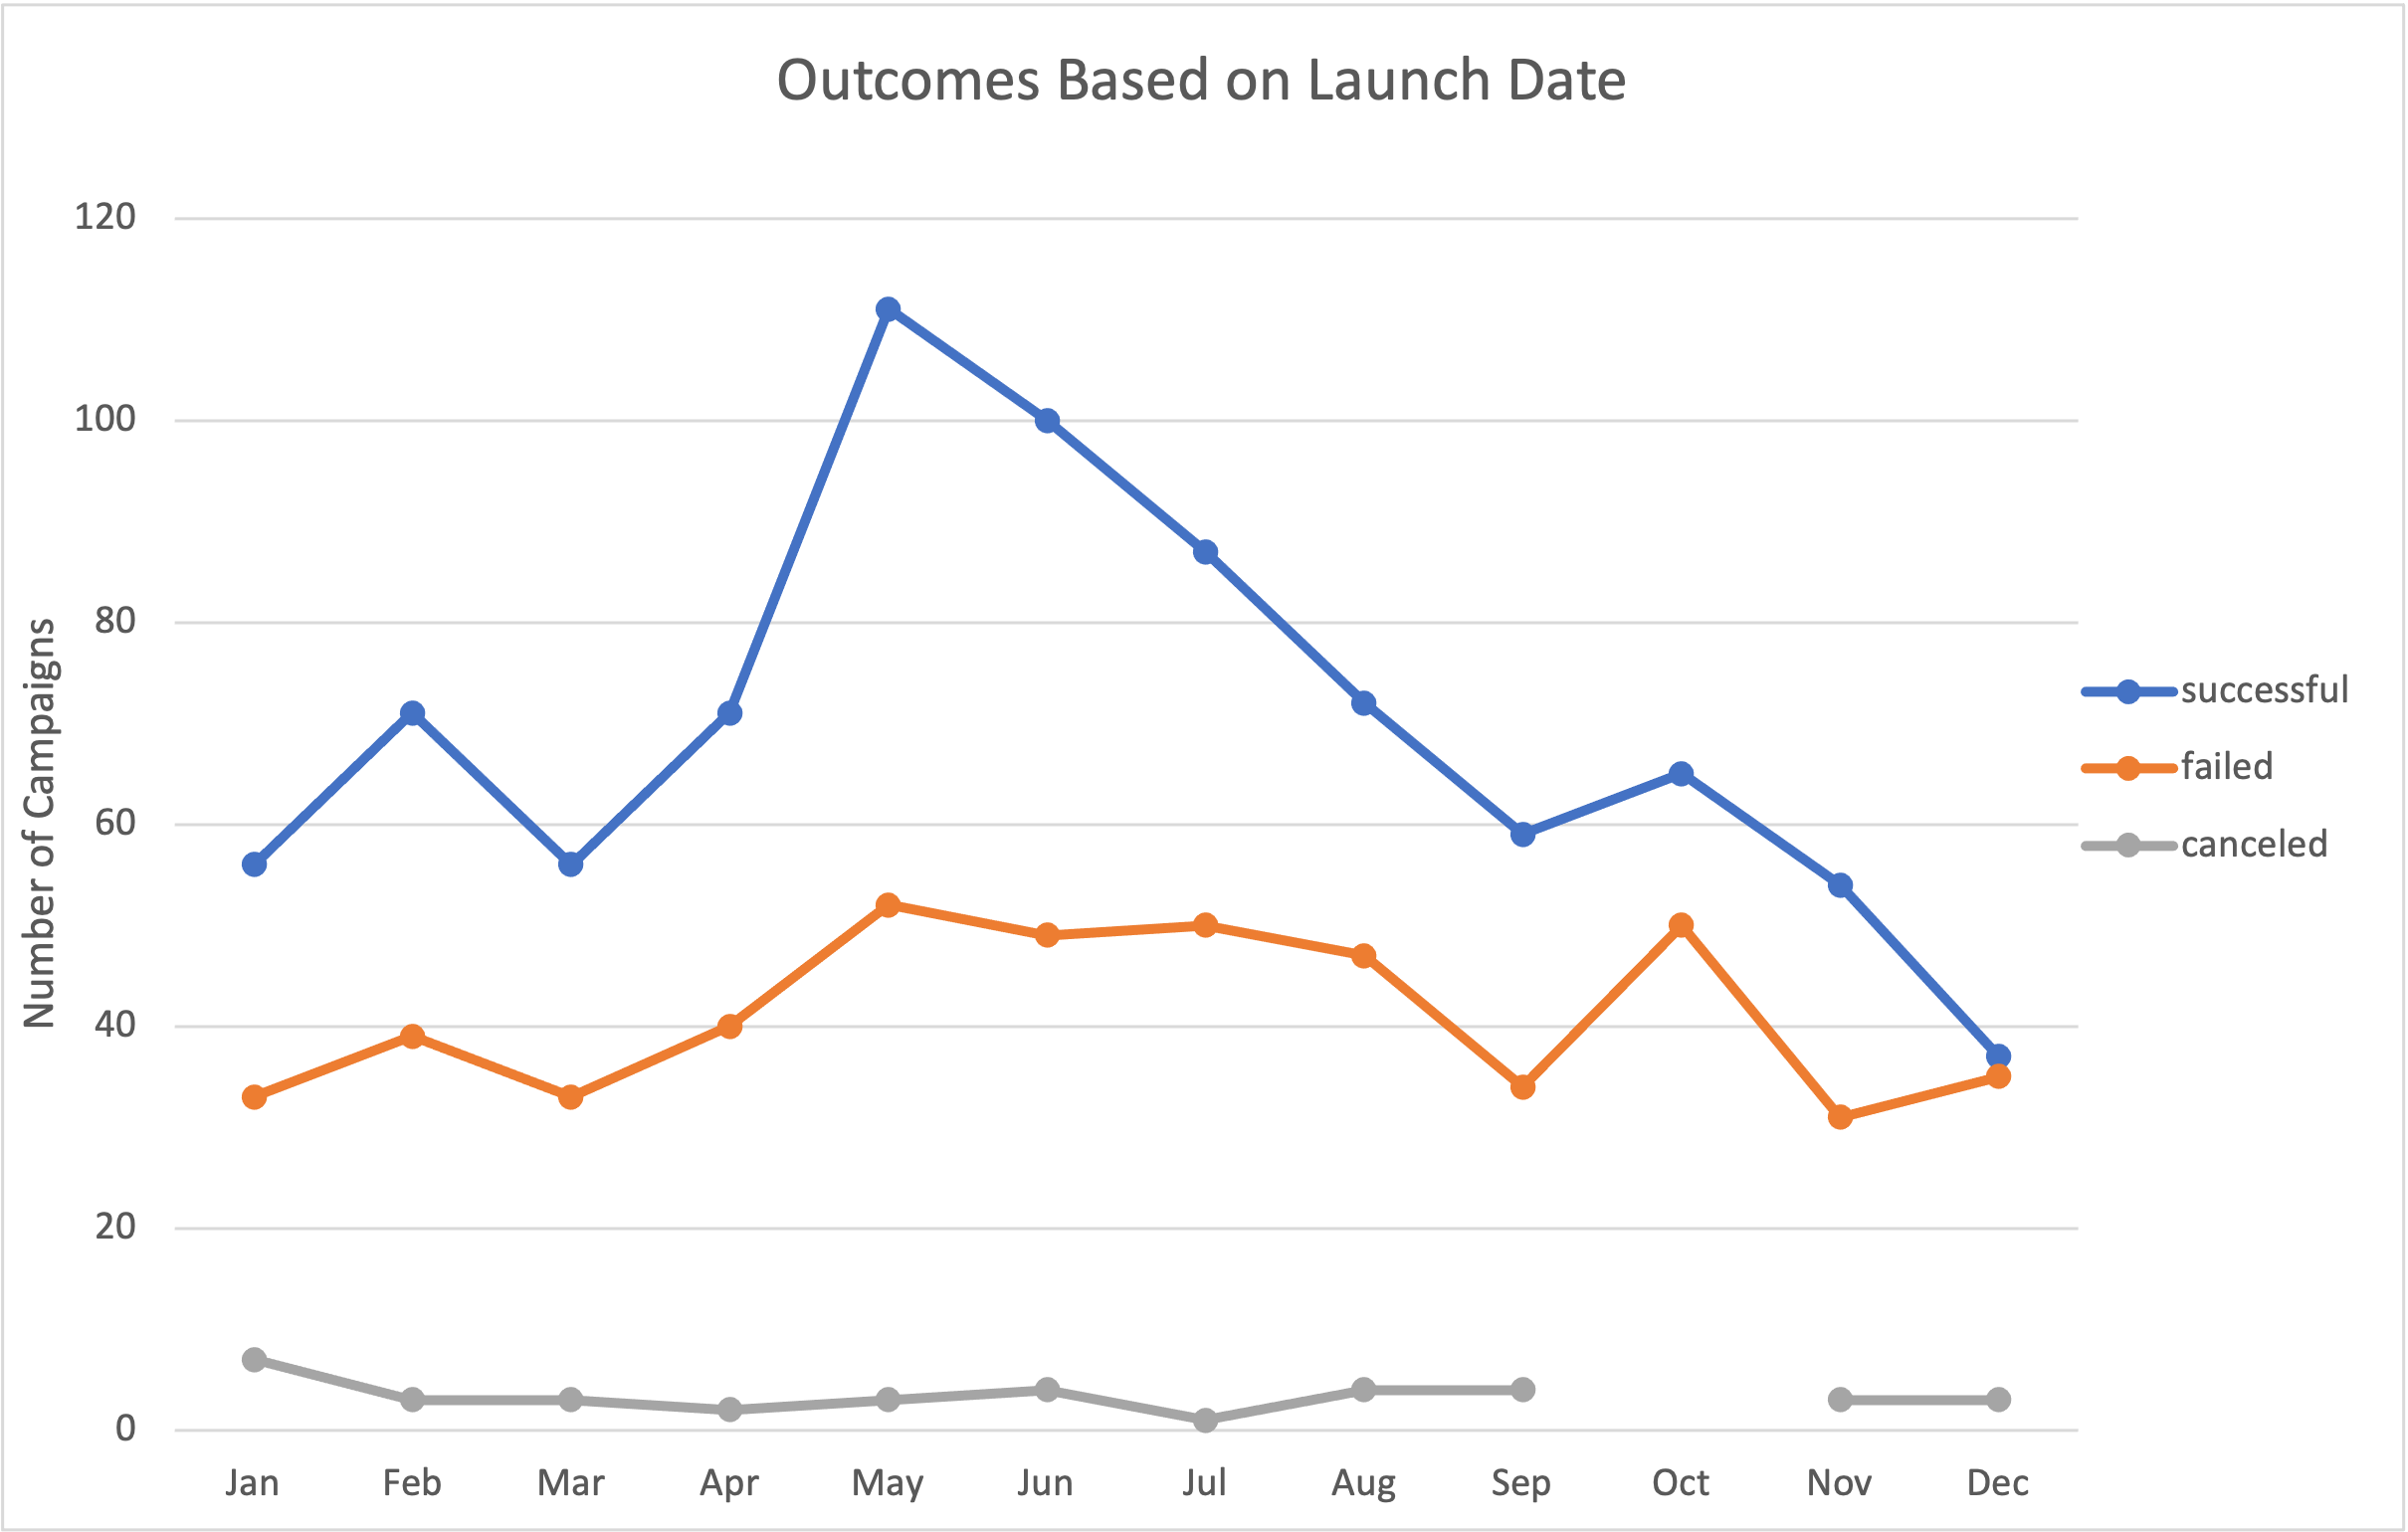 Outcomes Based on Launch Date
120
100
80
60
40
20
0
Number of Campaigns
Jan Feb Mar Apr May Jun Jul Aug Sep Oct Nov Dec
successful
failed
canceled